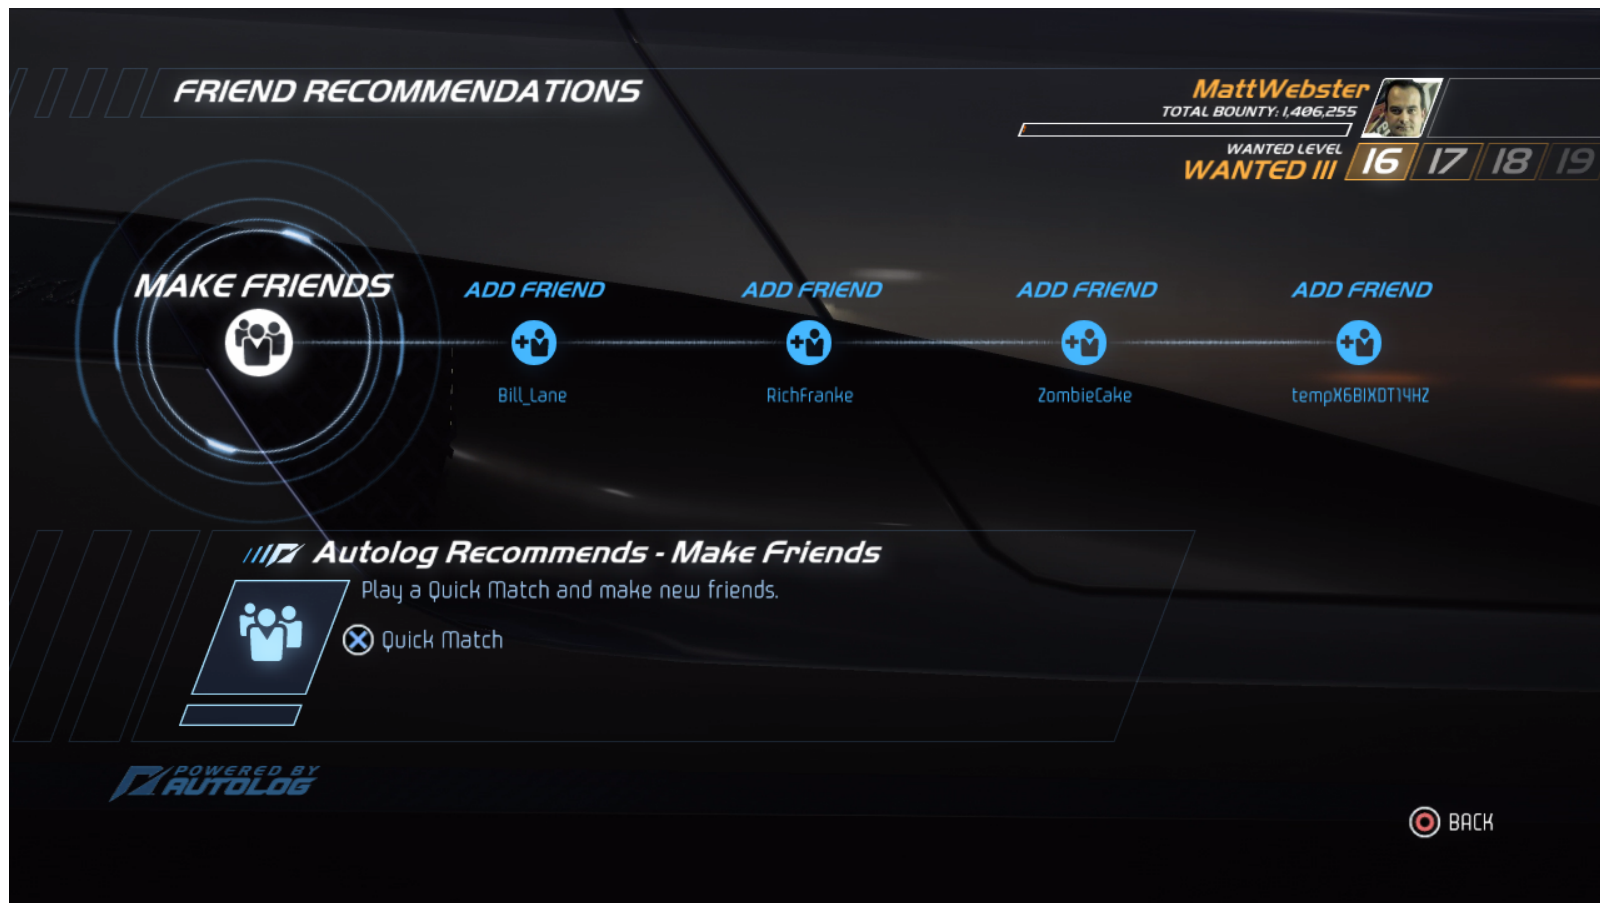 FRIEND RECOMMENDATIONS
MattWebster
TOTAL BOUNTY: 1,406,255
WANTED LEVEL
WANTED III 16 17 18 19
MAKE FRIENDS
ADD FRIEND
ADD FRIEND
ADD FRIEND
ADD FRIEND
Bill_Lane
RichFranke
ZombieCake
tempX6BIXDT14HZ
Autolog Recommends - Make Friends
Play a Quick Match and make new friends.
Quick Match
POWERED BY
AUTOLOG
BACK